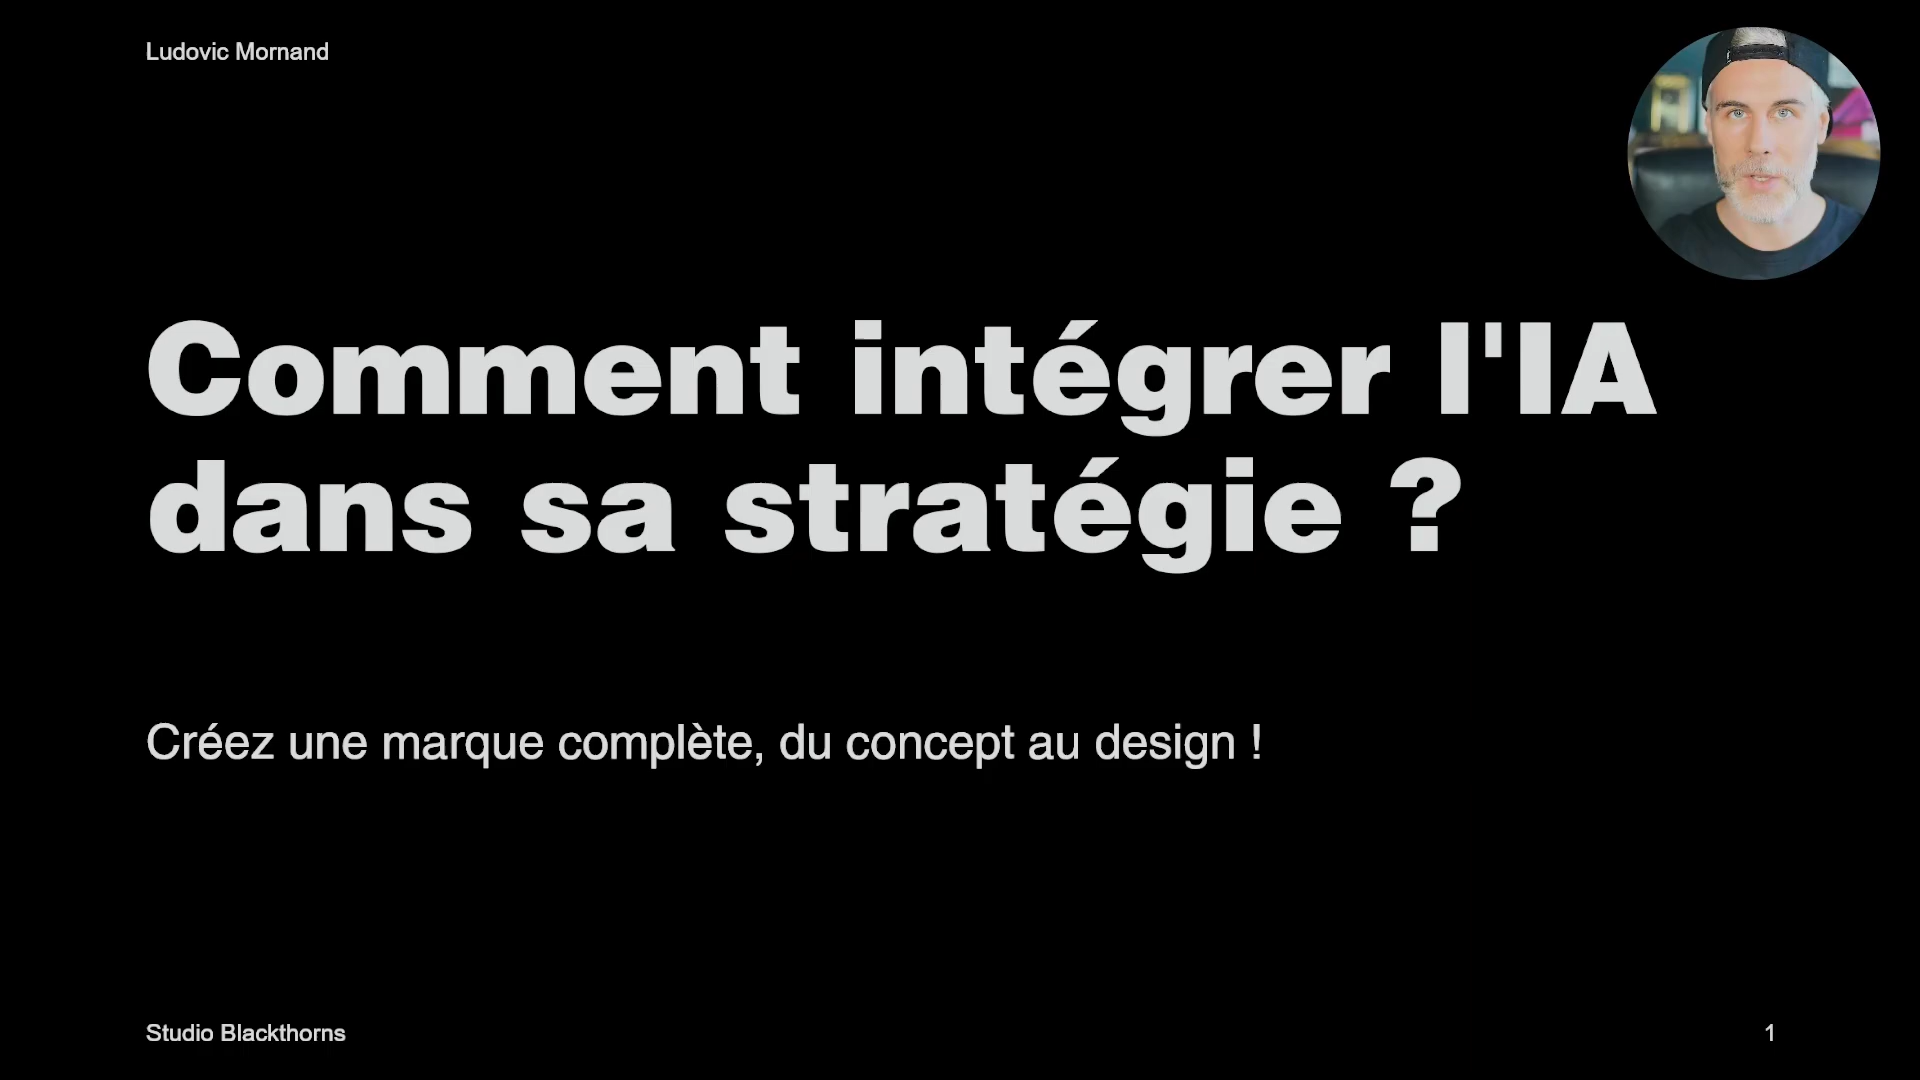 Ludovic Mornand
Comment intégrer l'IA
dans sa stratégie ?
Créez une marque complète, du concept au design !
Studio Blackthorns
1